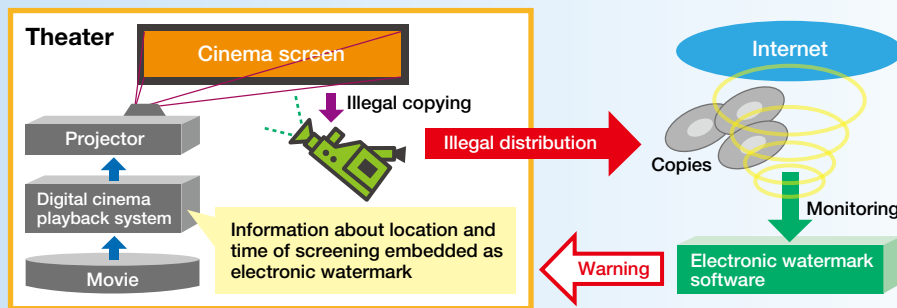 Theater
Cinema screen
Illegal copying
Projector
Digital cinema
playback system
Movie
Information about location and
time of screening embedded as
electronic watermark
Illegal distribution
Internet
Copies
Monitoring
Electronic watermark
software
Warning